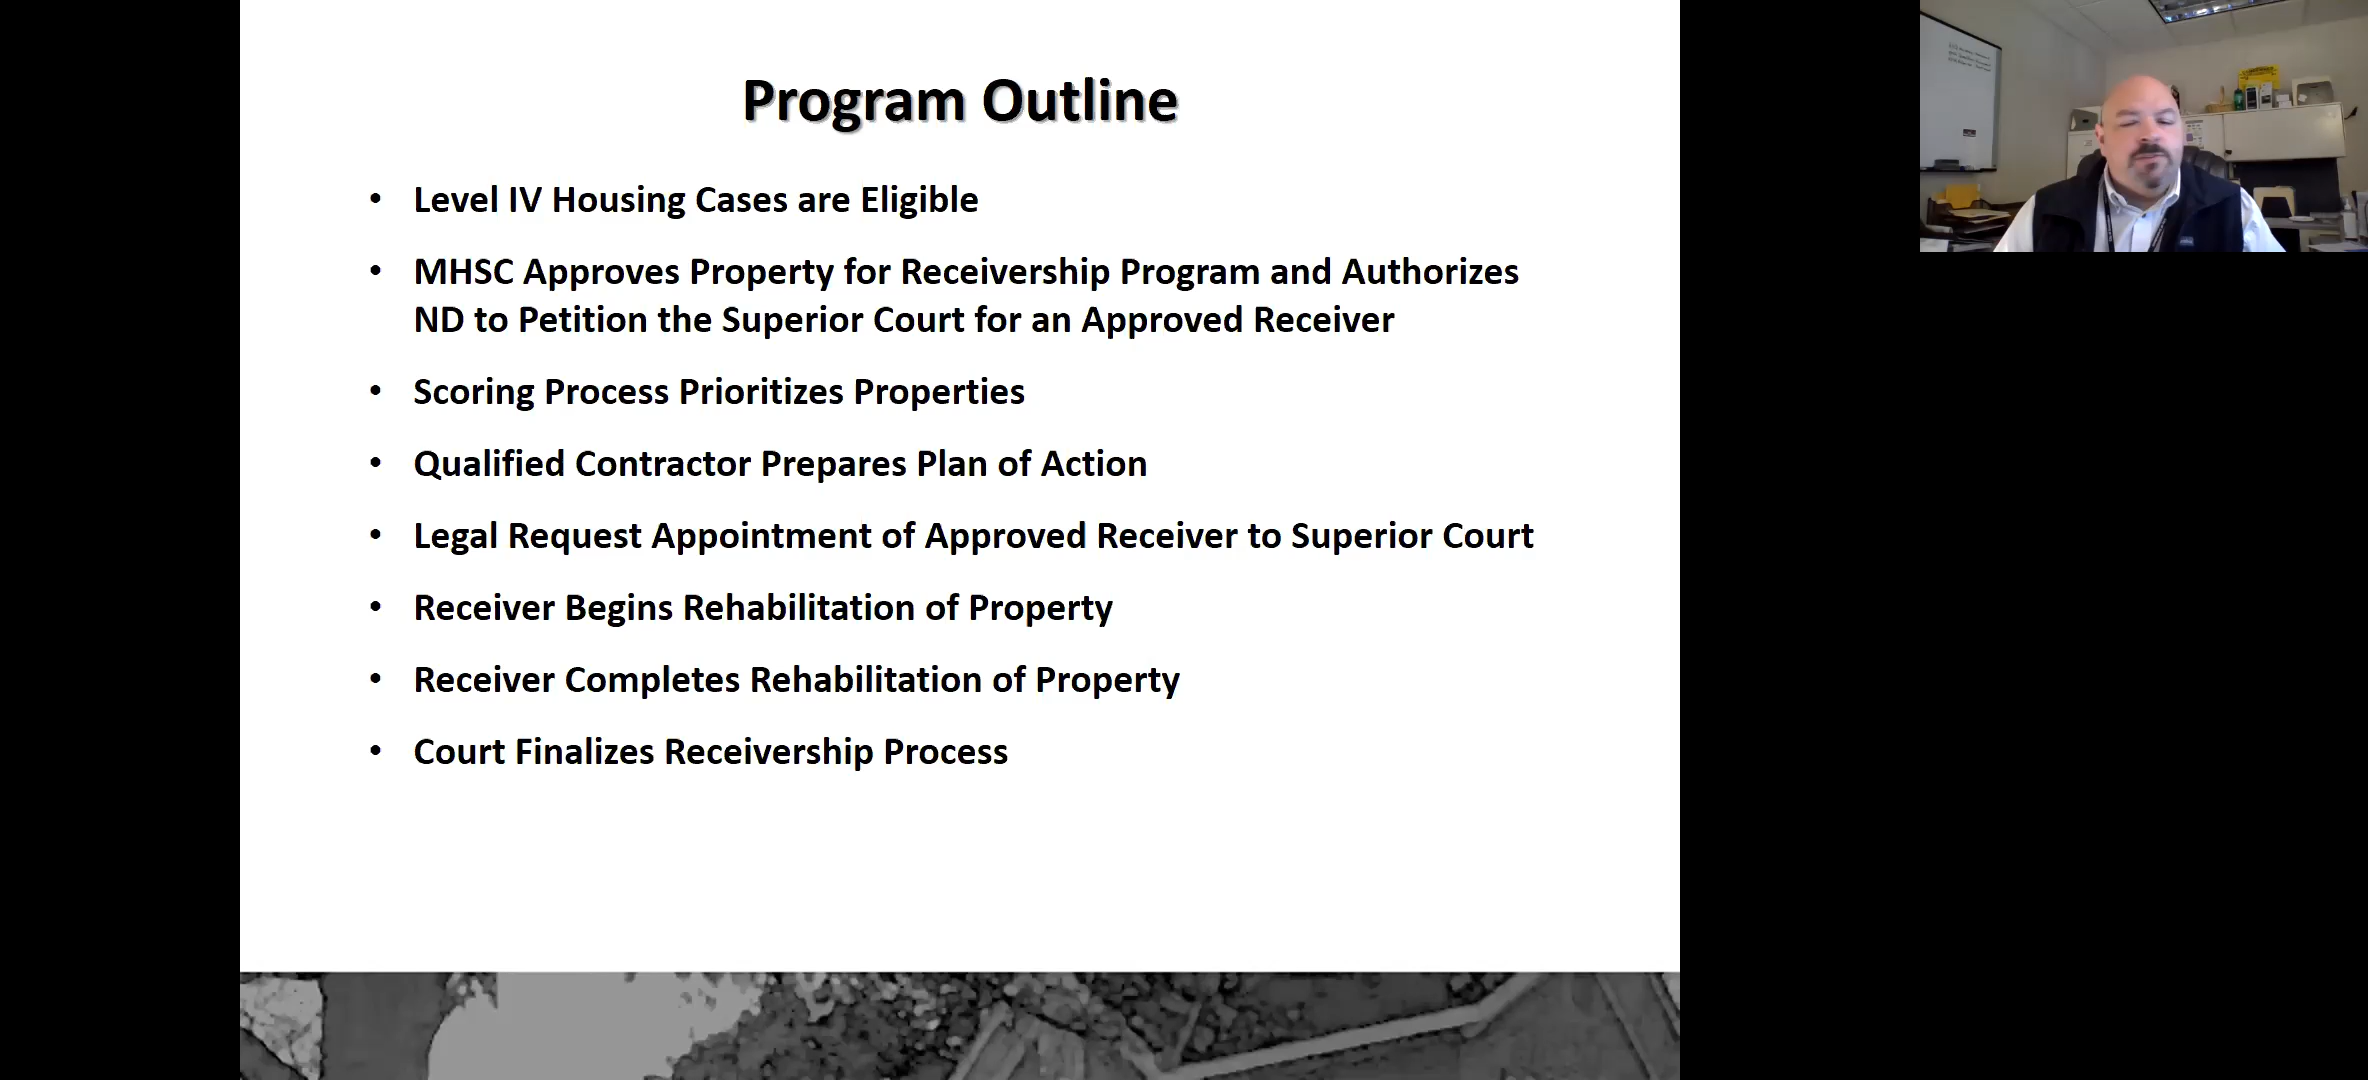 Program Outline
• Level IV Housing Cases are Eligible
• MHSC Approves Property for Receivership Program and Authorizes
ND to Petition the Superior Court for an Approved Receiver
• Scoring Process Prioritizes Properties
• Qualified Contractor Prepares Plan of Action
• Legal Request Appointment of Approved Receiver to Superior Court
• Receiver Begins Rehabilitation of Property
• Receiver Completes Rehabilitation of Property
• Court Finalizes Receivership Process